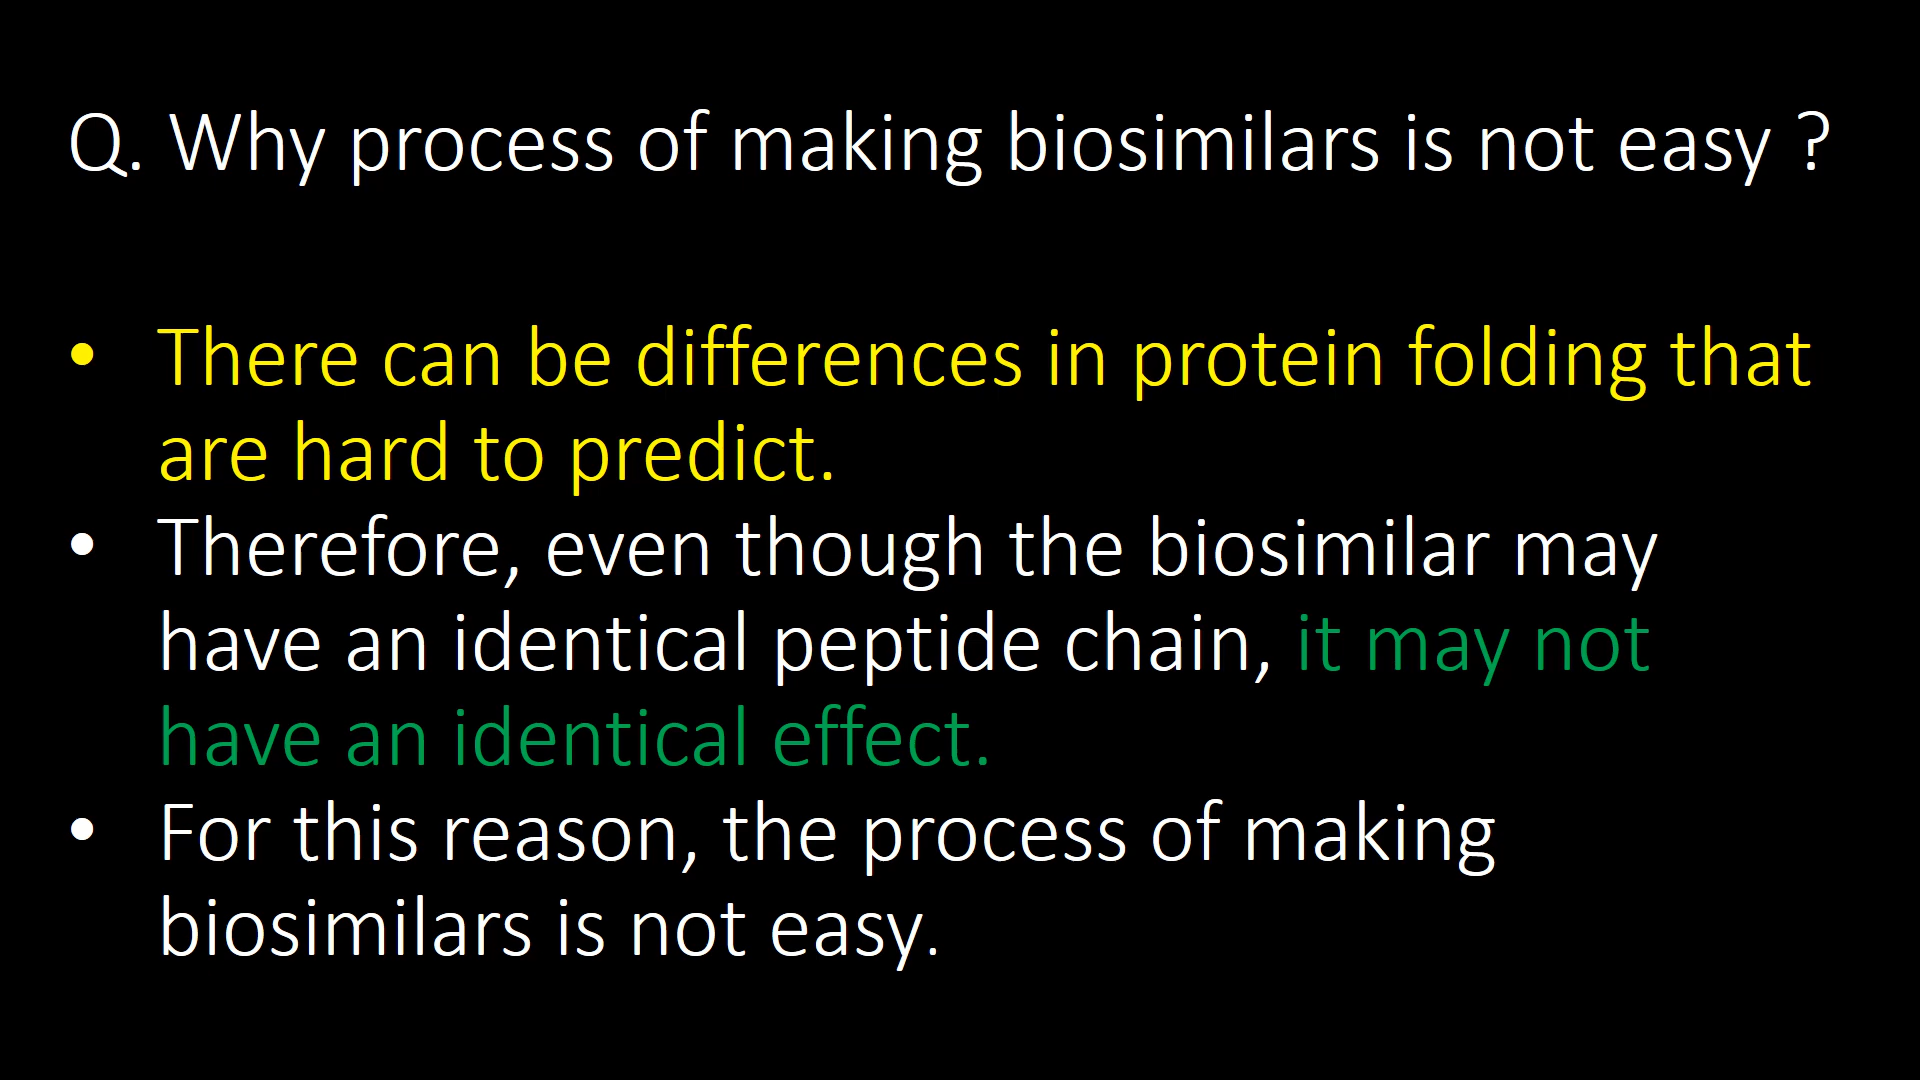 Q. Why process of making biosimilars is not easy ?
• There can be differences in protein folding that
are hard to predict.
• Therefore, even though the biosimilar may
have an identical peptide chain, it may not
have an identical effect.
• For this reason, the process of making
biosimilars is not easy.